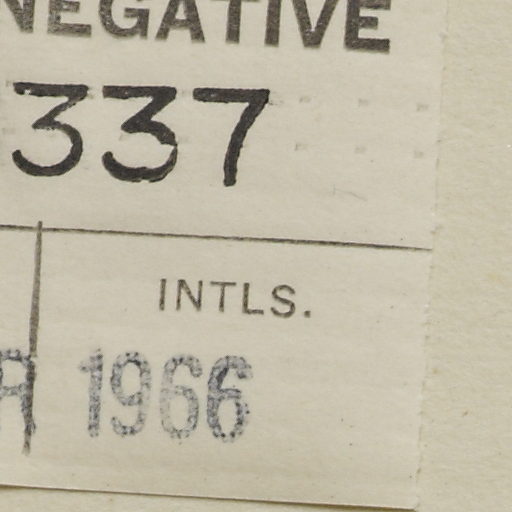 NEGATIVE
337
INTLS.
R 1966